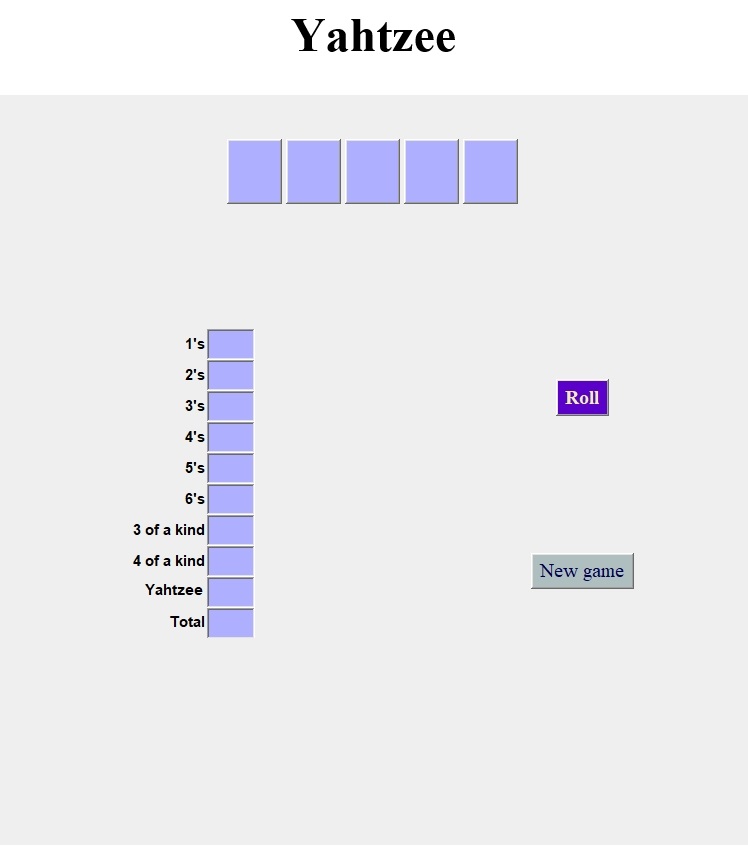 Yahtzee
1's
2's
3's
Roll
4's
5's
6's
3 of a kind
4 of a kind
New game
Yahtzee
Total